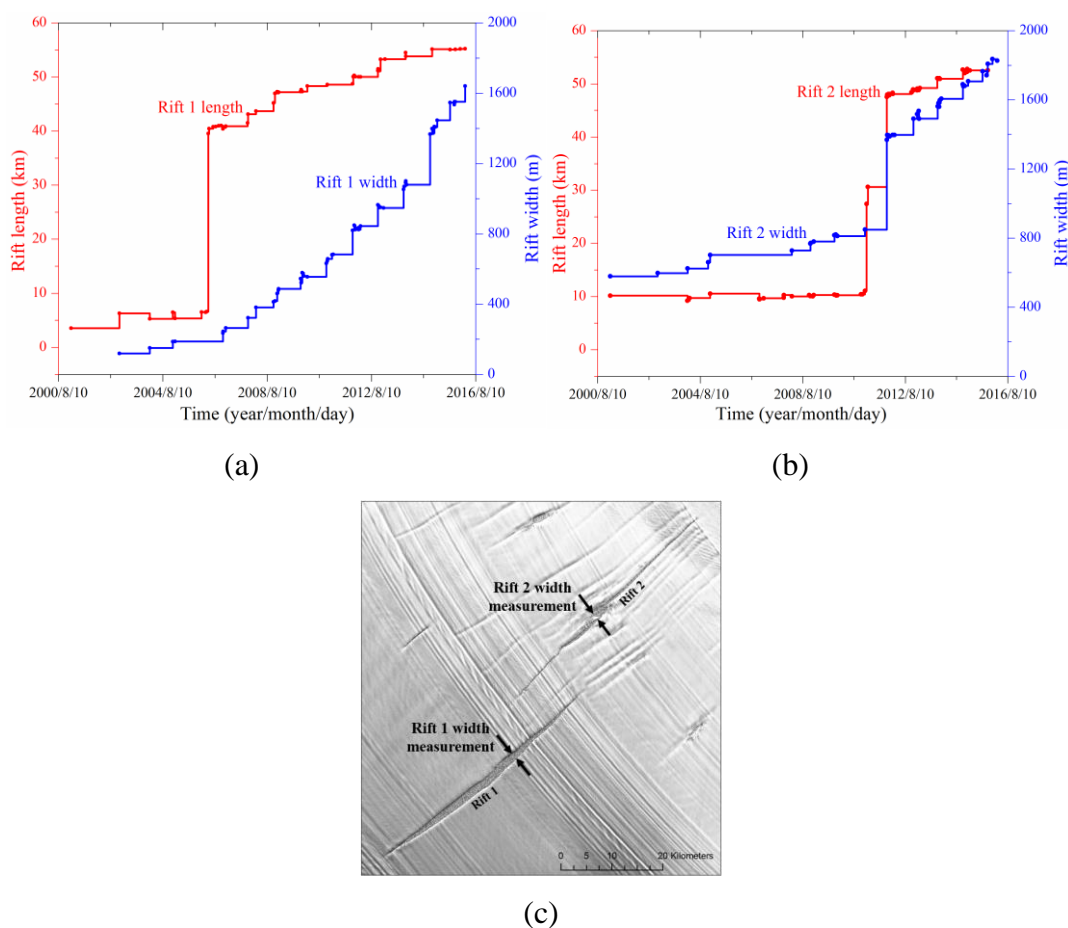 60
50
40
30
20
10
0
Rift length (km)
Rift 1 length
Rift 1 width
2000
1600
1200
800
400
0
Rift width (m)
2000/8/10 2004/8/10 2008/8/10 2012/8/10 2016/8/10
Time (year/month/day)
(a)
60
50
40
30
20
10
0
Rift length (km)
Rift 2 length
Rift 2 width
2000
1600
1200
800
400
0
Rift width (m)
2000/8/10 2004/8/10 2008/8/10 2012/8/10 2016/8/10
Time (year/month/day)
(b)
Rift 2 width
measurement
Rift 2
Rift 1 width
measurement
Rift 1
0 5 10 20 Kilometers
(c)